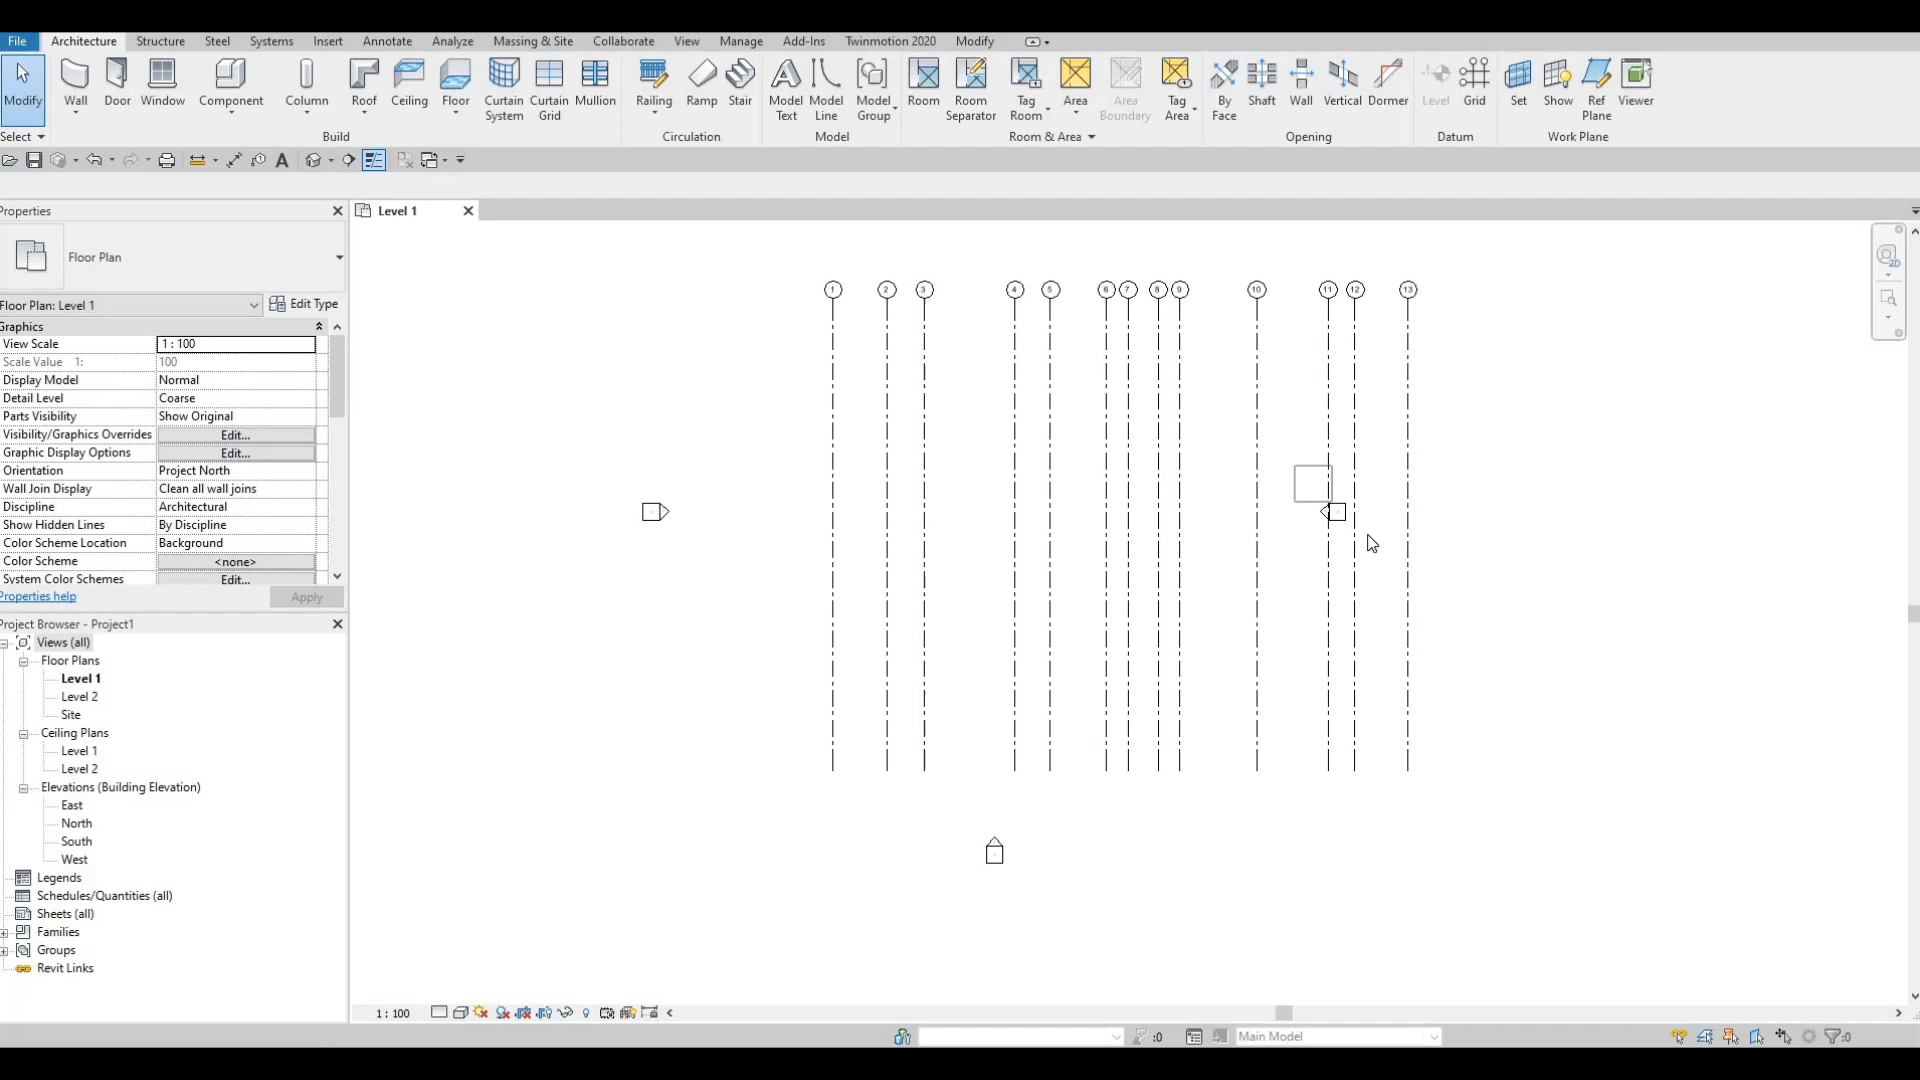 File Architecture Structure Steel Systems Insert Annotate Analyze Massing & Site Collaborate View Manage Add-Ins Twinmotion 2020 Modify
Modify Wall Door Window Component Column Roof Ceiling Floor Curtain System Curtain Grid Mullion Railing Ramp Stair Model Text Model Line Model Group Room Room Separator Tag Room Area Area Boundary Tag Area By Face Shaft Wall Vertical Dormer Level Grid Set Show Ref Plane Viewer
Select Build Circulation Model Room & Area Opening Datum Work Plane
Properties
Level 1
Floor Plan
Floor Plan: Level 1 Edit Type
Graphics
View Scale 1 : 100
Scale Value 1: 100
Display Model Normal
Detail Level Coarse
Parts Visibility Show Original
Visibility/Graphics Overrides Edit...
Graphic Display Options Edit...
Orientation Project North
Wall Join Display Clean all wall joins
Discipline Architectural
Show Hidden Lines By Discipline
Color Scheme Location Background
Color Scheme <none>
System Color Schemes Edit...
Properties help Apply
1 2 3 4 5 6 7 8 9 10 11 12 13
2D
Project Browser - Project1
Views (all)
Floor Plans
Level 1
Level 2
Site
Ceiling Plans
Level 1
Level 2
Elevations (Building Elevation)
East
North
South
West
Legends
Schedules/Quantities (all)
Sheets (all)
Families
Groups
Revit Links
1 : 100
:0 Main Model :0